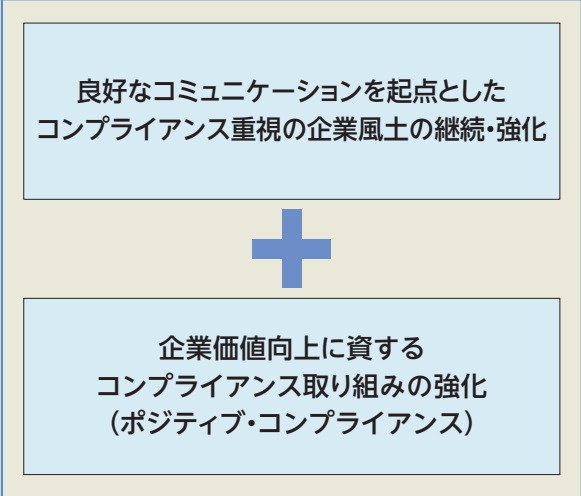 良好なコミュニケーションを起点とした
コンプライアンス重視の企業風土の継続・強化
企業価値向上に資する
コンプライアンス取り組みの強化
（ポジティブ・コンプライアンス）